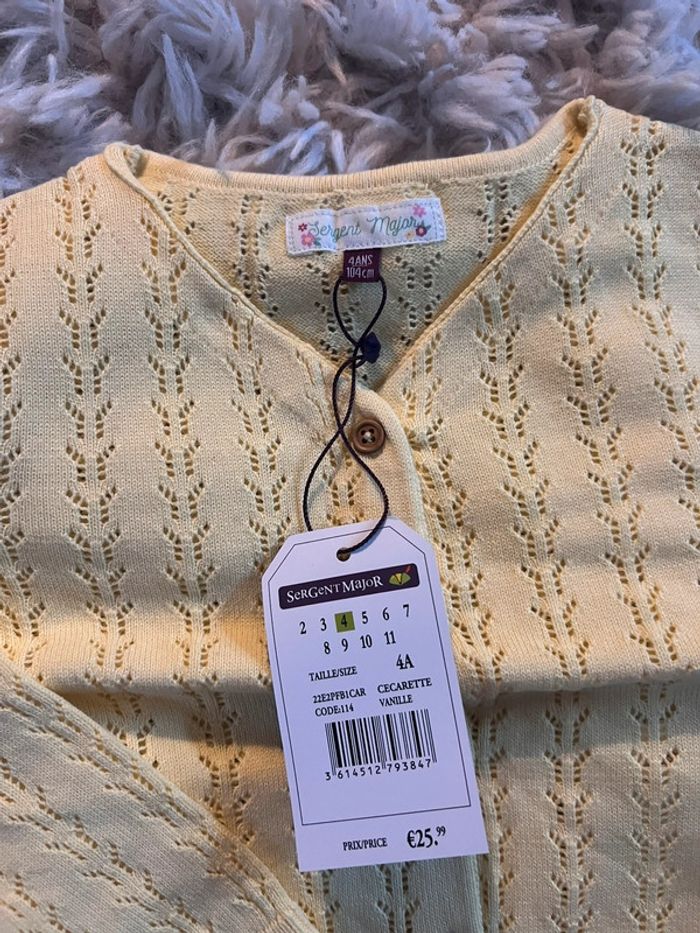 Sergent Major
4ANS
104cm
SeRGeNT MajoR
2 3 4 5 6 7
8 9 10 11
TAILLE/SIZE 4A
22E2PFB1CAR CECARETTE
CODE:114 VANILLE
3 614512 793847
PRIX/PRICE €25.99